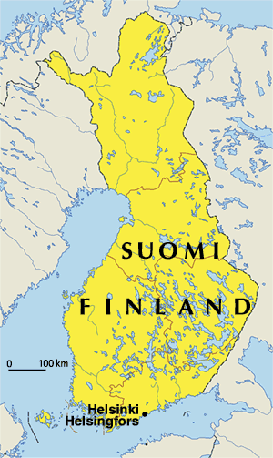 SUOMI
FINLAND
0 100 km
Helsinki
Helsingfors